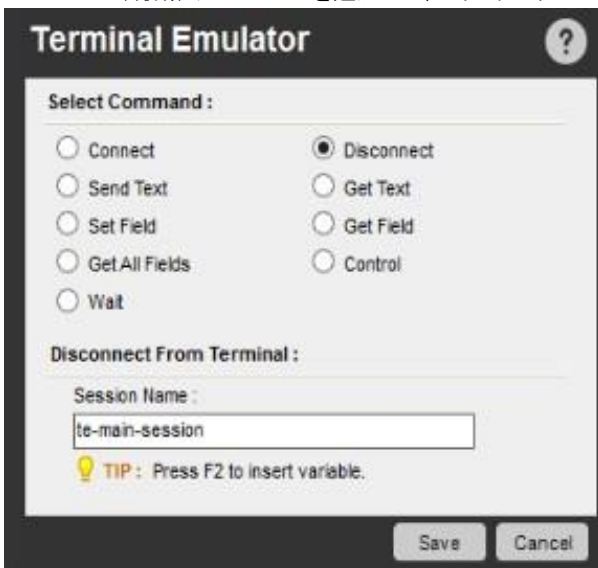 Terminal Emulator
?
Select Command :
Connect
Disconnect
Send Text
Get Text
Set Field
Get Field
Get All Fields
Control
Wait
Disconnect From Terminal :
Session Name :
te-main-session
TIP : Press F2 to insert variable.
Save
Cancel